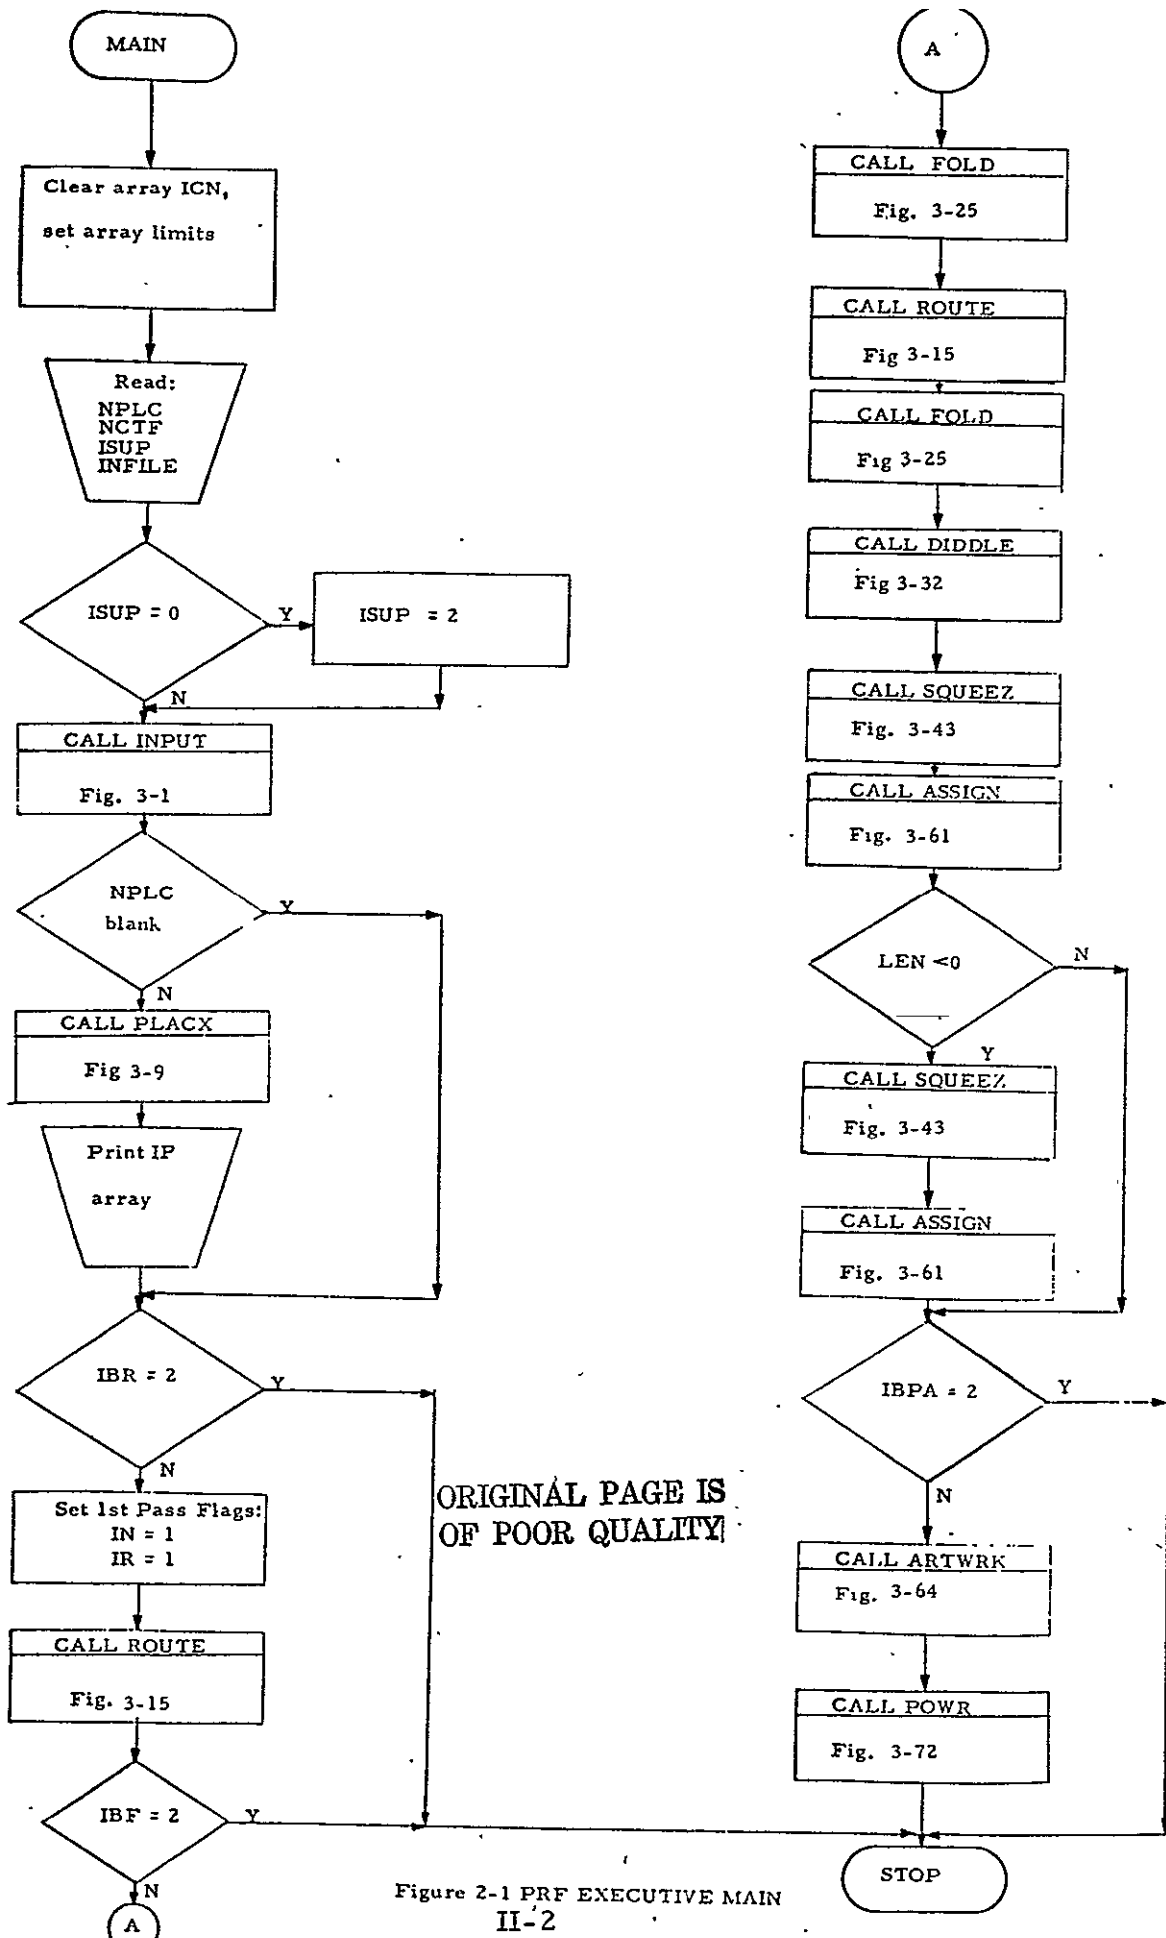 MAIN
Clear array ICN,
set array limits
Read:
NPLC
NCTF
ISUP
INFILE
ISUP = 0
Y
ISUP = 2
N
CALL INPUT
Fig. 3-1
NPLC
blank
Y
N
CALL PLACX
Fig 3-9
Print IP
array
IBR = 2
Y
N
Set 1st Pass Flags:
IN = 1
IR = 1
CALL ROUTE
Fig. 3-15
IBF = 2
Y
N
A
A
CALL FOLD
Fig. 3-25
CALL ROUTE
Fig 3-15
CALL FOLD
Fig 3-25
CALL DIDDLE
Fig 3-32
CALL SQUEEZ
Fig. 3-43
CALL ASSIGN
Fig. 3-61
LEN <0
N
Y
CALL SQUEEZ
Fig. 3-43
CALL ASSIGN
Fig. 3-61
IBPA = 2
Y
N
CALL ARTWRK
Fig. 3-64
CALL POWR
Fig. 3-72
STOP
ORIGINAL PAGE IS
OF POOR QUALITY
Figure 2-1 PRF EXECUTIVE MAIN
II-2